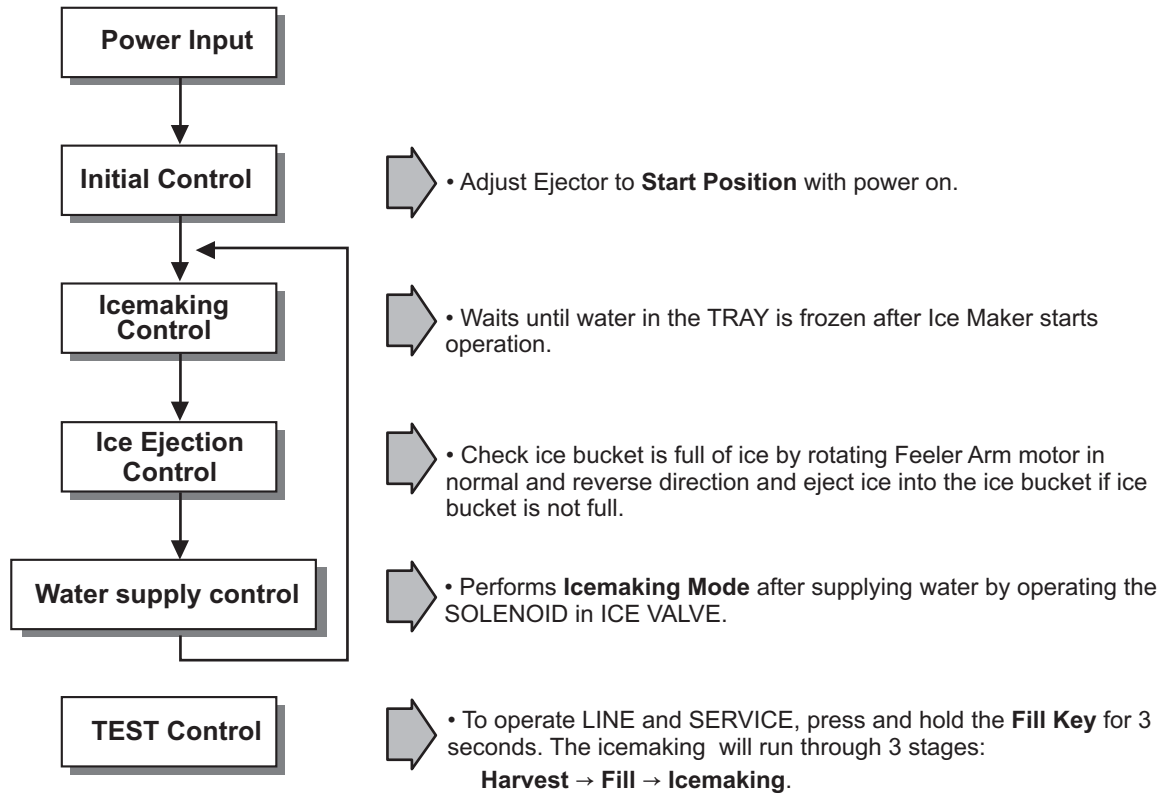 Power Input
Initial Control
• Adjust Ejector to Start Position with power on.
Icemaking
Control
• Waits until water in the TRAY is frozen after Ice Maker starts
operation.
Ice Ejection
Control
• Check ice bucket is full of ice by rotating Feeler Arm motor in
normal and reverse direction and eject ice into the ice bucket if ice
bucket is not full.
Water supply control
• Performs Icemaking Mode after supplying water by operating the
SOLENOID in ICE VALVE.
TEST Control
• To operate LINE and SERVICE, press and hold the Fill Key for 3
seconds. The icemaking will run through 3 stages:
Harvest → Fill → Icemaking.